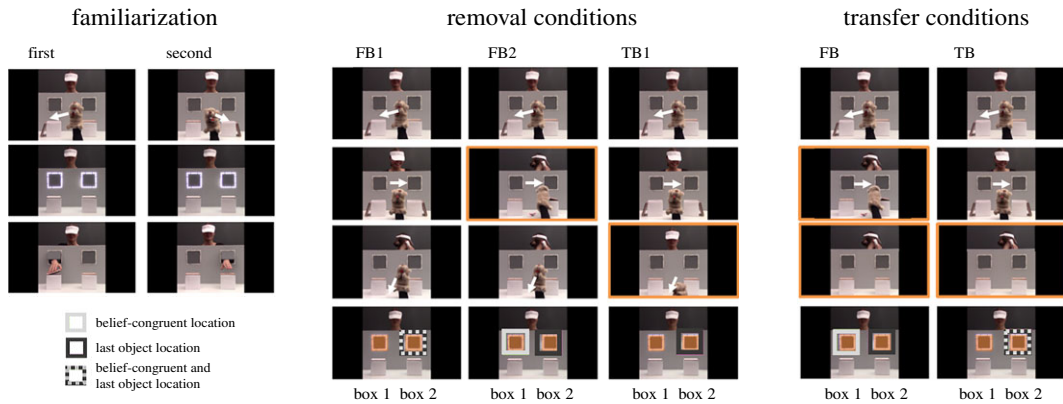 familiarization
removal conditions
transfer conditions
first
second
FB1
FB2
TB1
FB
TB
belief-congruent location
last object location
belief-congruent and
last object location
box 1 box 2
box 1 box 2
box 1 box 2
box 1 box 2
box 1 box 2